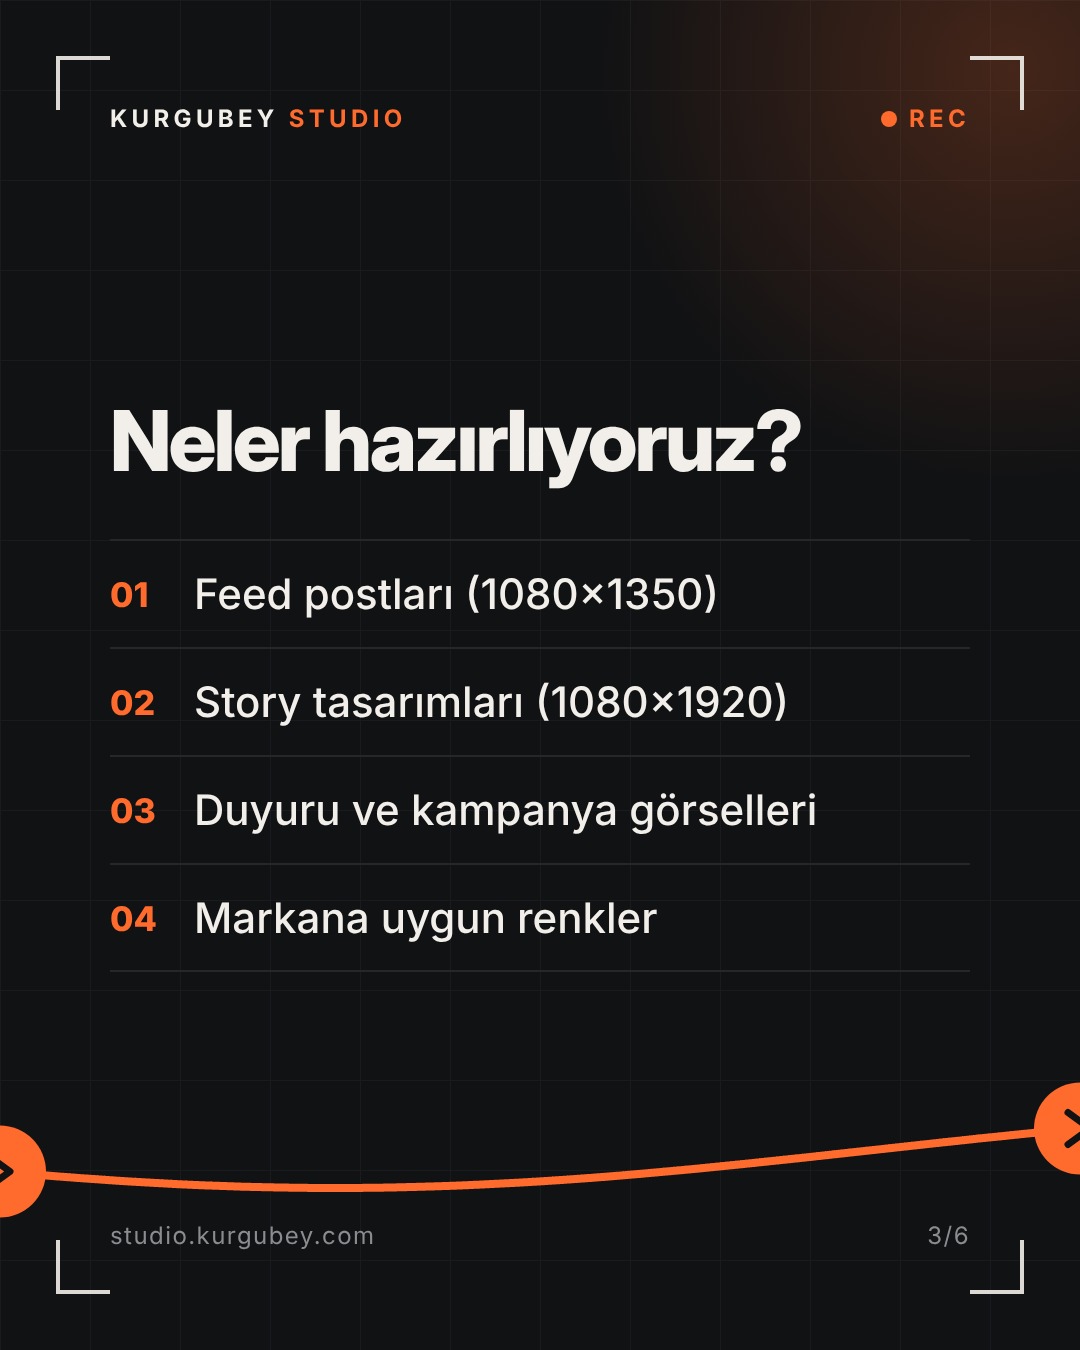 KURGUBEY STUDIO
REC
Neler hazırlıyoruz?
01 Feed postları (1080×1350)
02 Story tasarımları (1080×1920)
03 Duyuru ve kampanya görselleri
04 Markana uygun renkler
studio.kurgubey.com
3/6